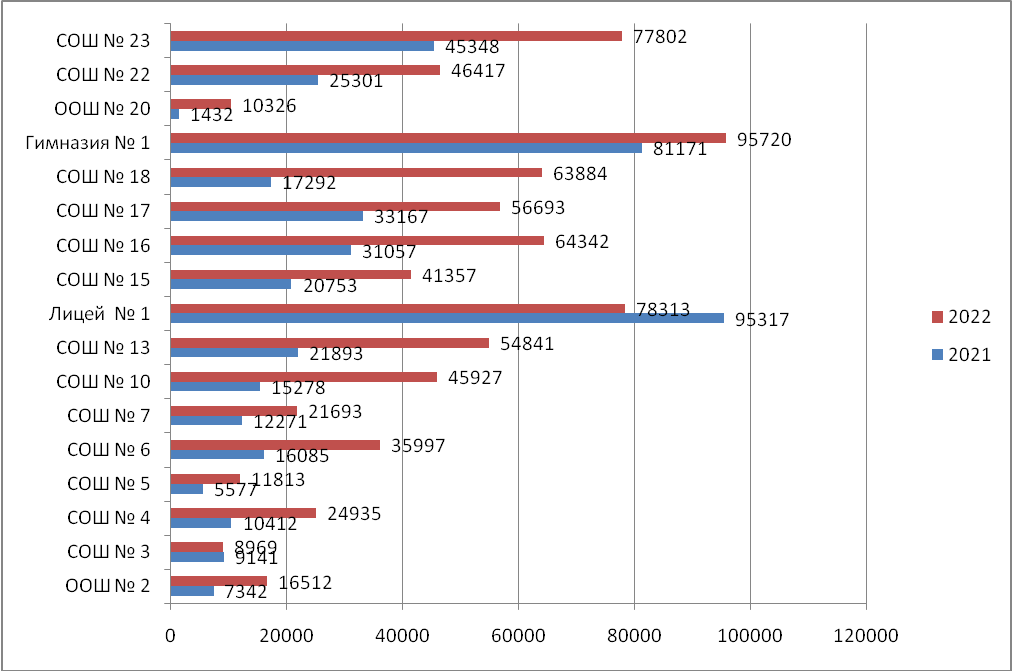 СОШ № 23
77802
45348
СОШ № 22
46417
25301
ООШ № 20
10326
1432
Гимназия № 1
95720
81171
СОШ № 18
63884
17292
СОШ № 17
56693
33167
СОШ № 16
64342
31057
СОШ № 15
41357
20753
Лицей № 1
78313
95317
2022
СОШ № 13
54841
21893
2021
СОШ № 10
45927
15278
СОШ № 7
21693
12271
СОШ № 6
35997
16085
СОШ № 5
11813
5577
СОШ № 4
24935
10412
СОШ № 3
8969
9141
ООШ № 2
16512
7342
0 20000 40000 60000 80000 100000 120000